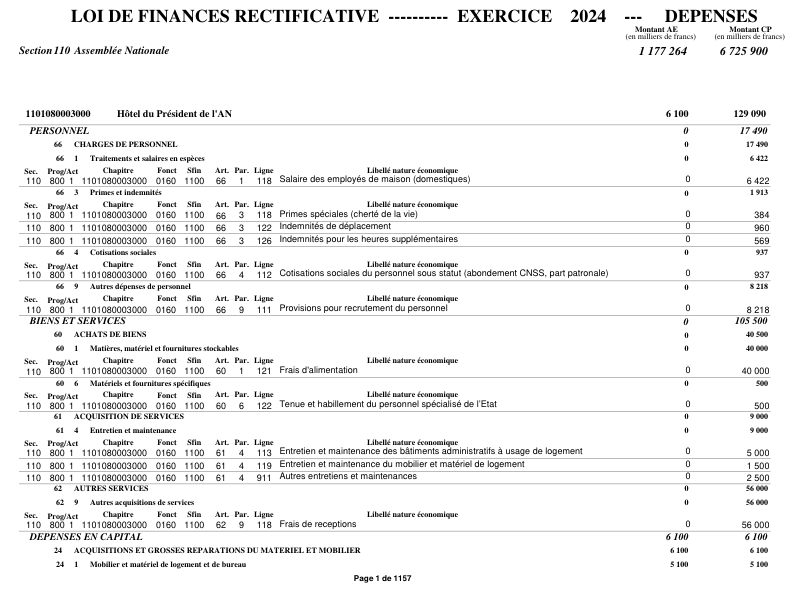 LOI DE FINANCES RECTIFICATIVE ---------- EXERCICE 2024 --- DEPENSES
Montant AE Montant CP
(en milliers de francs) (en milliers de francs)
Section 110 Assemblée Nationale 1 177 264 6 725 900
1101080003000 Hôtel du Président de l'AN 6 100 129 090
PERSONNEL 0 17 490
66 CHARGES DE PERSONNEL 0 17 490
66 1 Traitements et salaires en espèces 0 6 422
Sec. Prog/Act Chapitre Fonct Sfin Art. Par. Ligne Libellé nature économique
110 800 1 1101080003000 0160 1100 66 1 118 Salaire des employés de maison (domestiques) 0 6 422
66 3 Primes et indemnités 0 1 913
Sec. Prog/Act Chapitre Fonct Sfin Art. Par. Ligne Libellé nature économique
110 800 1 1101080003000 0160 1100 66 3 118 Primes spéciales (cherté de la vie) 0 384
110 800 1 1101080003000 0160 1100 66 3 122 Indemnités de déplacement 0 960
110 800 1 1101080003000 0160 1100 66 3 126 Indemnités pour les heures supplémentaires 0 569
66 4 Cotisations sociales 0 937
Sec. Prog/Act Chapitre Fonct Sfin Art. Par. Ligne Libellé nature économique
110 800 1 1101080003000 0160 1100 66 4 112 Cotisations sociales du personnel sous statut (abondement CNSS, part patronale) 0 937
66 9 Autres dépenses de personnel 0 8 218
Sec. Prog/Act Chapitre Fonct Sfin Art. Par. Ligne Libellé nature économique
110 800 1 1101080003000 0160 1100 66 9 111 Provisions pour recrutement du personnel 0 8 218
BIENS ET SERVICES 0 105 500
60 ACHATS DE BIENS 0 40 500
60 1 Matières, matériel et fournitures stockables 0 40 000
Sec. Prog/Act Chapitre Fonct Sfin Art. Par. Ligne Libellé nature économique
110 800 1 1101080003000 0160 1100 60 1 121 Frais d'alimentation 0 40 000
60 6 Matériels et fournitures spécifiques 0 500
Sec. Prog/Act Chapitre Fonct Sfin Art. Par. Ligne Libellé nature économique
110 800 1 1101080003000 0160 1100 60 6 122 Tenue et habillement du personnel spécialisé de l'Etat 0 500
61 ACQUISITION DE SERVICES 0 9 000
61 4 Entretien et maintenance 0 9 000
Sec. Prog/Act Chapitre Fonct Sfin Art. Par. Ligne Libellé nature économique
110 800 1 1101080003000 0160 1100 61 4 113 Entretien et maintenance des bâtiments administratifs à usage de logement 0 5 000
110 800 1 1101080003000 0160 1100 61 4 119 Entretien et maintenance du mobilier et matériel de logement 0 1 500
110 800 1 1101080003000 0160 1100 61 4 911 Autres entretiens et maintenances 0 2 500
62 AUTRES SERVICES 0 56 000
62 9 Autres acquisitions de services 0 56 000
Sec. Prog/Act Chapitre Fonct Sfin Art. Par. Ligne Libellé nature économique
110 800 1 1101080003000 0160 1100 62 9 118 Frais de receptions 0 56 000
DEPENSES EN CAPITAL 6 100 6 100
24 ACQUISITIONS ET GROSSES REPARATIONS DU MATERIEL ET MOBILIER 6 100 6 100
24 1 Mobilier et matériel de logement et de bureau 5 100 5 100
Page 1 de 1157